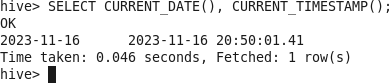 hive> SELECT CURRENT_DATE(), CURRENT_TIMESTAMP();
OK
2023-11-16      2023-11-16 20:50:01.41
Time taken: 0.046 seconds, Fetched: 1 row(s)
hive>